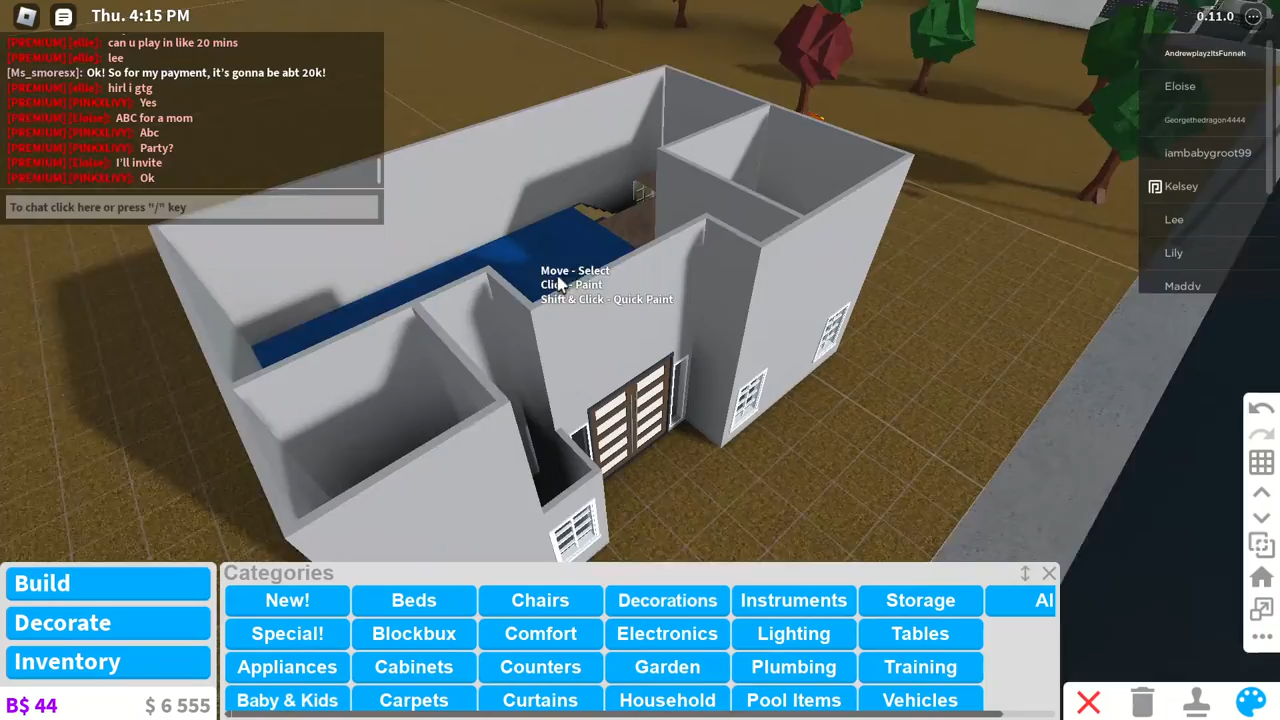 Thu. 4:15 PM
0.11.0
[PREMIUM] [ellie]: can u play in like 20 mins
[PREMIUM] [ellie]: lee
[Ms_smoresx]: Ok! So for my payment, it's gonna be abt 20k!
[PREMIUM] [ellie]: hirl i gtg
[PREMIUM] [PINKXLIVY]: Yes
[PREMIUM] [Eloise]: ABC for a mom
[PREMIUM] [PINKXLIVY]: Abc
[PREMIUM] [PINKXLIVY]: Party?
[PREMIUM] [Eloise]: I'll invite
[PREMIUM] [PINKXLIVY]: Ok
To chat click here or press "/" key
AndrewplayzItsFunneh
Eloise
Georgethedragon4444
iambabygroot99
Kelsey
Lee
Lily
Maddy
Move - Select
Click - Paint
Shift & Click - Quick Paint
Build
Decorate
Inventory
B$ 44
$ 6 555
Categories
New! Beds Chairs Decorations Instruments Storage Al
Special! Blockbux Comfort Electronics Lighting Tables
Appliances Cabinets Counters Garden Plumbing Training
Baby & Kids Carpets Curtains Household Pool Items Vehicles